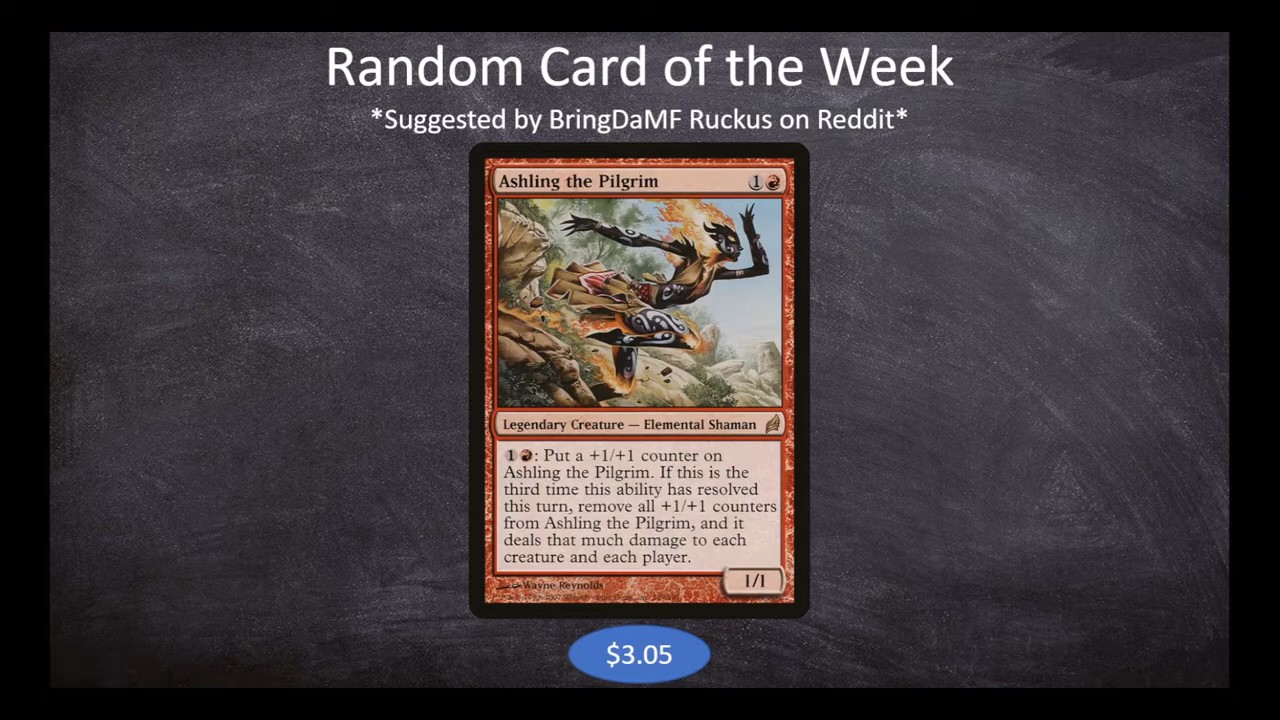 Random Card of the Week
*Suggested by BringDaMF Ruckus on Reddit*
Ashling the Pilgrim 1
Legendary Creature — Elemental Shaman
1: Put a +1/+1 counter on
Ashling the Pilgrim. If this is the
third time this ability has resolved
this turn, remove all +1/+1 counters
from Ashling the Pilgrim, and it
deals that much damage to each
creature and each player.
1/1
Wayne Reynolds
$3.05